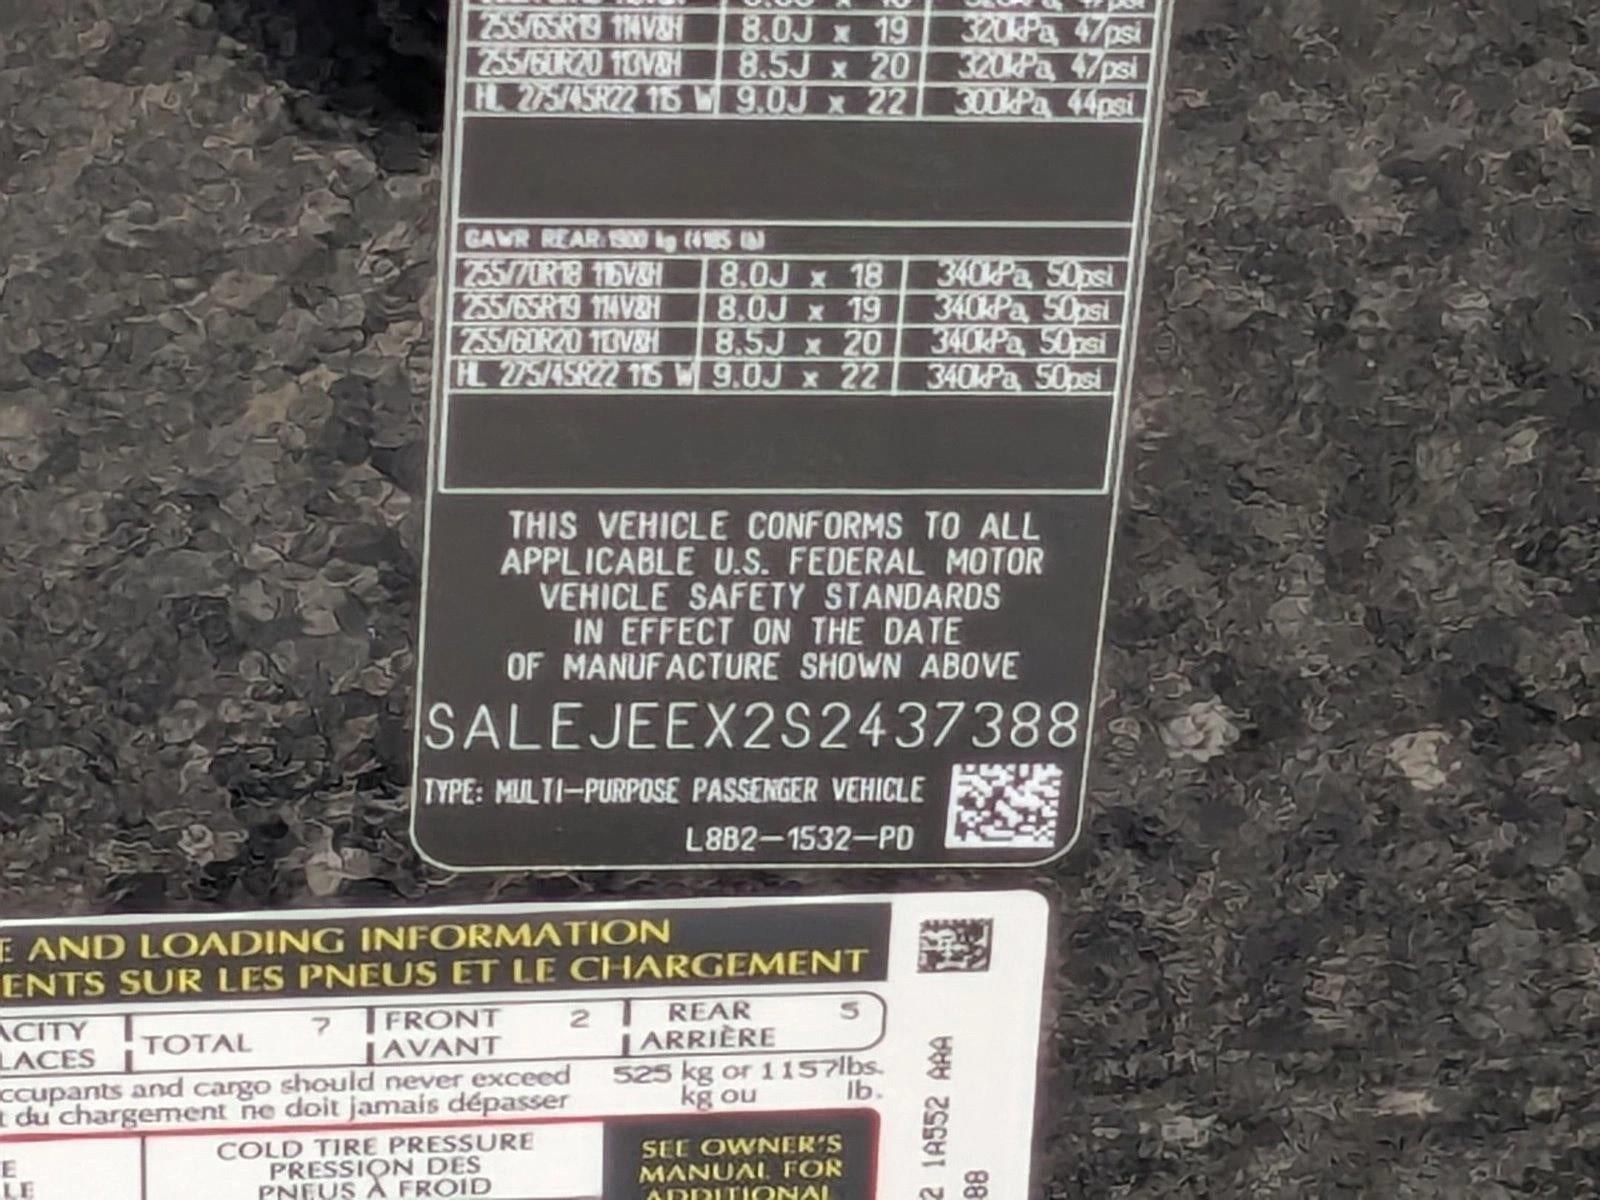 255/65R19 114V&H 8.0J x 19 320kPa, 47psi
255/60R20 113V&H 8.5J x 20 320kPa, 47psi
HL 275/45R22 115 W 9.0J x 22 300kPa, 44psi
GAWR REAR: 1900 kg (4185 lb)
255/70R18 116V&H 8.0J x 18 340kPa, 50psi
255/65R19 114V&H 8.0J x 19 340kPa, 50psi
255/60R20 113V&H 8.5J x 20 340kPa, 50psi
HL 275/45R22 115 W 9.0J x 22 340kPa, 50psi
THIS VEHICLE CONFORMS TO ALL
APPLICABLE U.S. FEDERAL MOTOR
VEHICLE SAFETY STANDARDS
IN EFFECT ON THE DATE
OF MANUFACTURE SHOWN ABOVE
SALEJEEX2S2437388
TYPE: MULTI-PURPOSE PASSENGER VEHICLE
L8B2-1532-PD
E AND LOADING INFORMATION
ENTS SUR LES PNEUS ET LE CHARGEMENT
ACITY TOTAL 7 FRONT 2 REAR 5
LACES AVANT ARRIÈRE
ccupants and cargo should never exceed 525 kg or 1157lbs.
t du chargement ne doit jamais dépasser kg ou lb.
COLD TIRE PRESSURE
PRESSION DES
PNEUS À FROID
E
LE
SEE OWNER'S
MANUAL FOR
ADDITIONAL
2 1A552 AAA
88